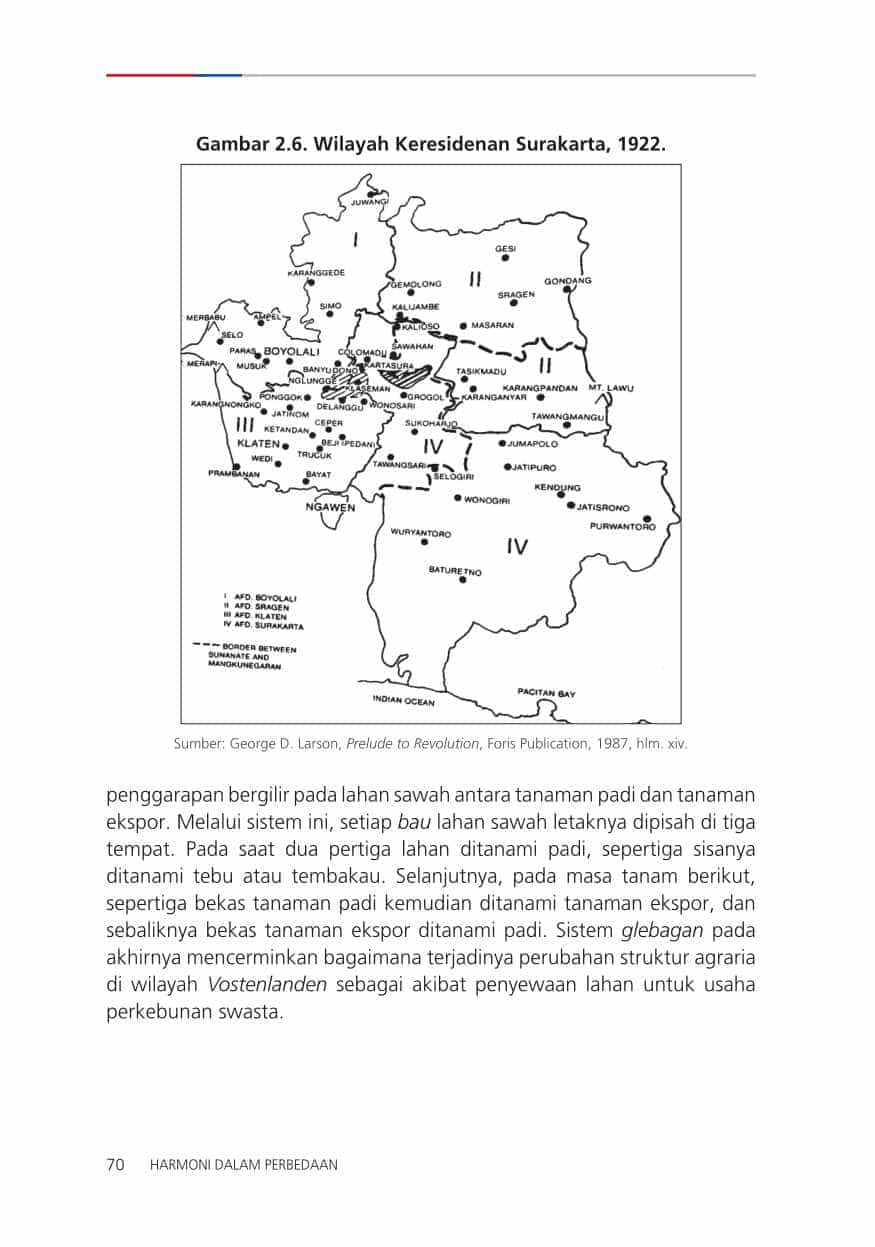 Gambar 2.6. Wilayah Keresidenan Surakarta, 1922.
JUWANGI
I
GESI
KARANGGEDE
GEMOLONG
II
GONDANG
SRAGEN
SIMO
KALIJAMBE
MERBABU
AMPEL
KALIOSO
MASARAN
SELO
SAWAHAN
PARAS
BOYOLALI
COLOMADU
MERAPI
MUSUK
BANYUDONO
KARTASURA
TASIKMADU
II
NGLUNGGE
KLASEMAN
KARANGPANDAN
MT. LAWU
PONGGOK
GROGOL
KARANGANYAR
KARANGNONGKO
DELANGGU
WONOSARI
JATINOM
TAWANGMANGU
III
KETANDAN
CEPER
SUKOHARJO
KLATEN
BEJI
PEDANI
IV
JUMAPOLO
WEDI
TRUCUK
TAWANGSARI
JATIPURO
PRAMBANAN
BAYAT
SELOGIRI
KENDUNG
NGAWEN
WONOGIRI
JATISRONO
PURWANTORO
WURYANTORO
IV
BATURETNO
I AFD. BOYOLALI
II AFD. SRAGEN
III AFD. KLATEN
IV AFD. SURAKARTA
BORDER BETWEEN
SUNANATE AND
MANGKUNEGARAN
INDIAN OCEAN
PACITAN BAY
Sumber: George D. Larson, Prelude to Revolution, Foris Publication, 1987, hlm. xiv.
penggarapan bergilir pada lahan sawah antara tanaman padi dan tanaman
ekspor. Melalui sistem ini, setiap bau lahan sawah letaknya dipisah di tiga
tempat. Pada saat dua pertiga lahan ditanami padi, sepertiga sisanya
ditanami tebu atau tembakau. Selanjutnya, pada masa tanam berikut,
sepertiga bekas tanaman padi kemudian ditanami tanaman ekspor, dan
sebaliknya bekas tanaman ekspor ditanami padi. Sistem glebagan pada
akhirnya mencerminkan bagaimana terjadinya perubahan struktur agraria
di wilayah Vostenlanden sebagai akibat penyewaan lahan untuk usaha
perkebunan swasta.
70 HARMONI DALAM PERBEDAAN